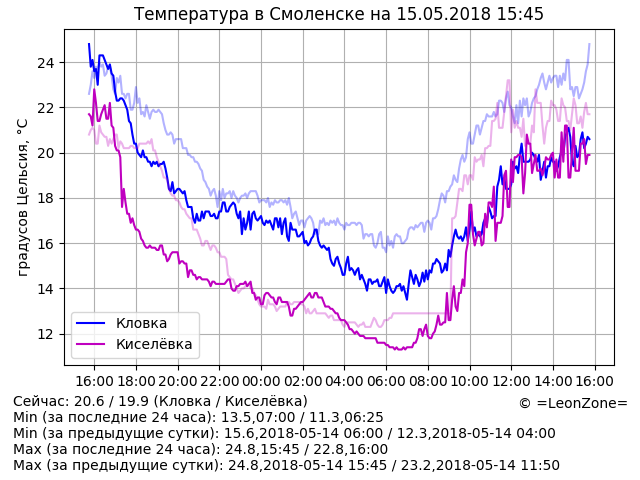 Температура в Смоленске на 15.05.2018 15:45
градусов Цельсия, °C
24
22
20
18
16
14
12
Кловка
Киселёвка
16:00 18:00 20:00 22:00 00:00 02:00 04:00 06:00 08:00 10:00 12:00 14:00 16:00
Сейчас: 20.6 / 19.9 (Кловка / Киселёвка)
© =LeonZone=
Min (за последние 24 часа): 13.5,07:00 / 11.3,06:25
Min (за предыдущие сутки): 15.6,2018-05-14 06:00 / 12.3,2018-05-14 04:00
Max (за последние 24 часа): 24.8,15:45 / 22.8,16:00
Max (за предыдущие сутки): 24.8,2018-05-14 15:45 / 23.2,2018-05-14 11:50